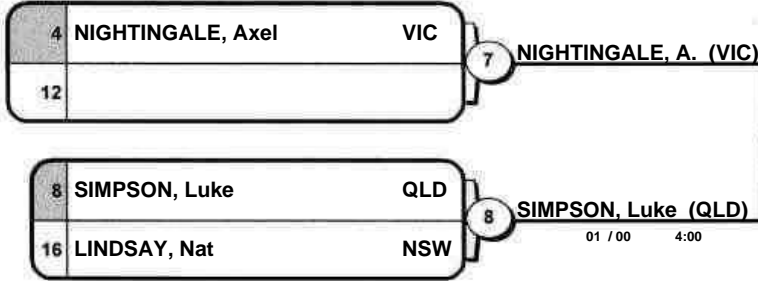 4 NIGHTINGALE, Axel VIC
7 NIGHTINGALE, A. (VIC)
12
8 SIMPSON, Luke QLD
8 SIMPSON, Luke (QLD)
01 / 00 4:00
16 LINDSAY, Nat NSW